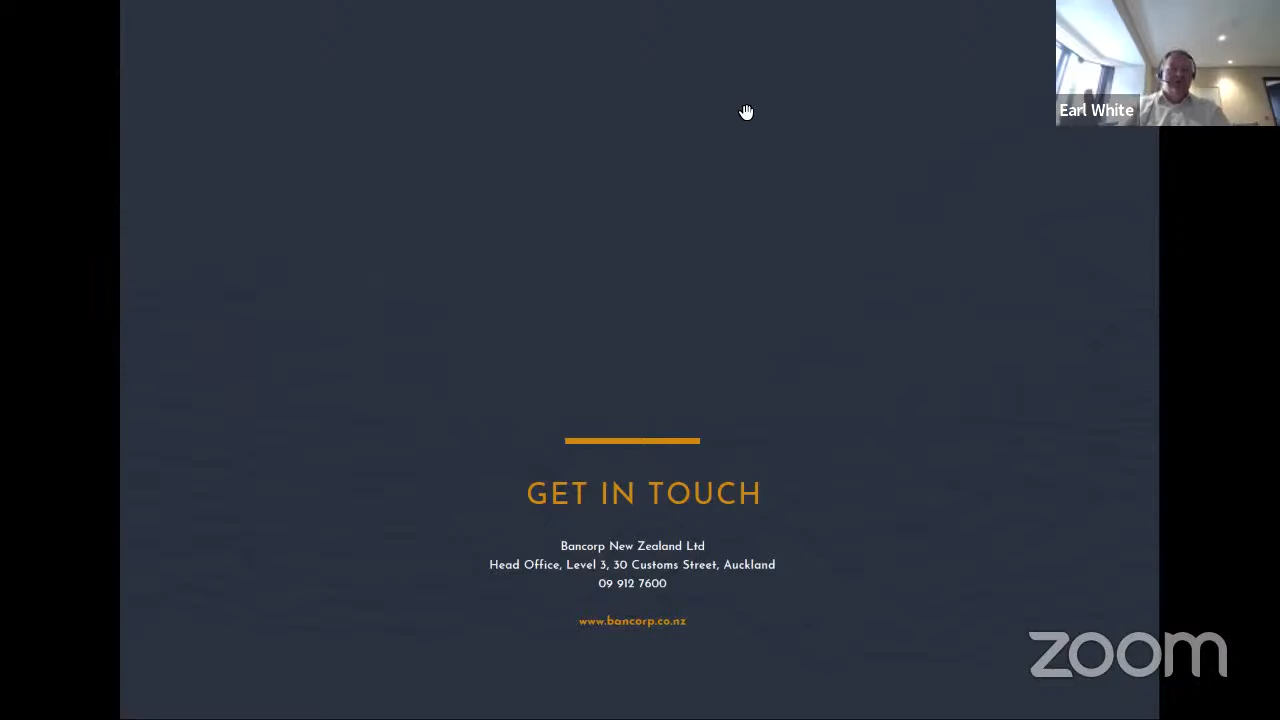 Earl White
GET IN TOUCH
Bancorp New Zealand Ltd
Head Office, Level 3, 30 Customs Street, Auckland
09 912 7600
www.bancorp.co.nz
zoom